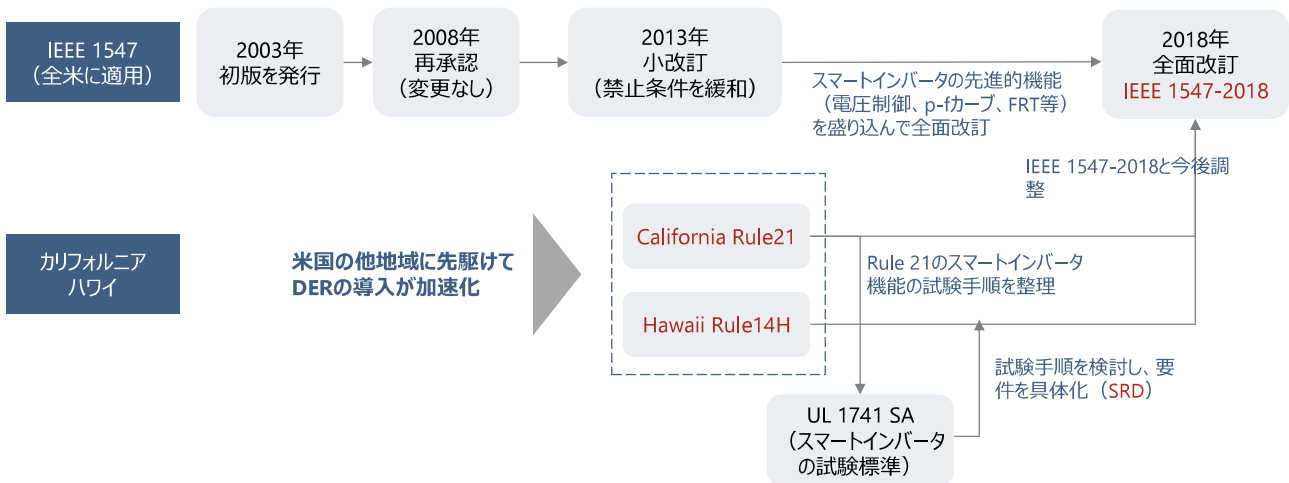 IEEE 1547
（全米に適用）
2003年
初版を発行
2008年
再承認
（変更なし）
2013年
小改訂
（禁止条件を緩和）
スマートインバータの先進的機能
（電圧制御、p-fカーブ、FRT等）
を盛り込んで全面改訂
2018年
全面改訂
IEEE 1547-2018
IEEE 1547-2018と今後調
整
カリフォルニア
ハワイ
米国の他地域に先駆けて
DERの導入が加速化
California Rule21
Hawaii Rule14H
Rule 21のスマートインバータ
機能の試験手順を整理
試験手順を検討し、要
件を具体化（SRD）
UL 1741 SA
（スマートインバータ
の試験標準）